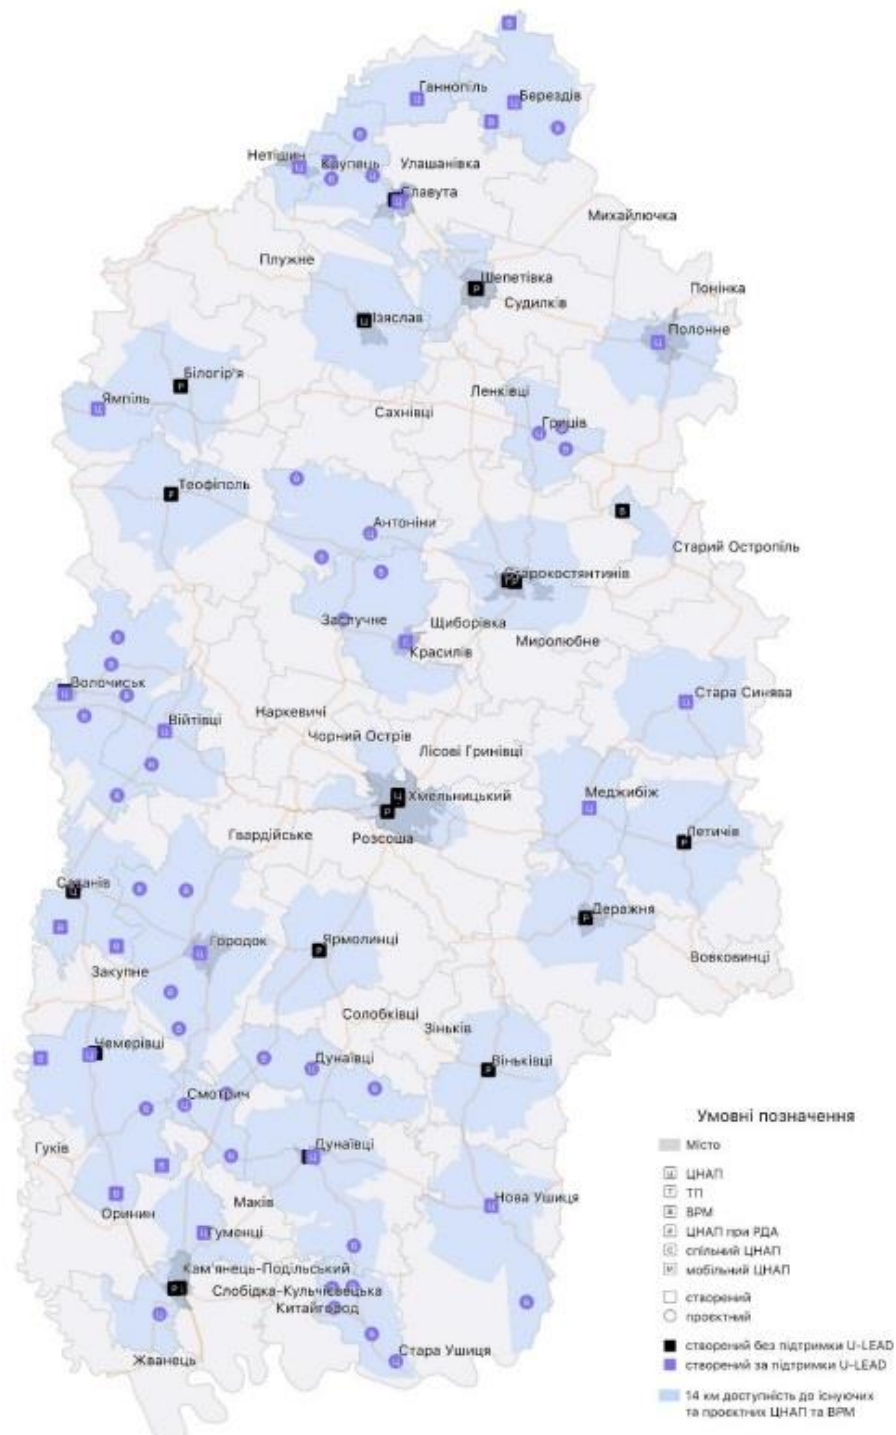 Ганнопіль
Берездів
Нетішин
Крупець
Улашанівка
Славута
Михайлючка
Плужне
Шепетівка
Судилків
Понінка
Ізяслав
Полонне
Білогір'я
Ямпіль
Ленківці
Сахнівці
Гриців
Теофіполь
Антоніни
Старий Остропіль
Старокостянтинів
Заслучне
Щиборівка
Миролюбне
Красилів
Волочиськ
Стара Синява
Війтівці
Наркевичі
Чорний Острів
Лісові Гринівці
Хмельницький
Меджибіж
Гвардійське
Розсоша
Летичів
Сатанів
Деражня
Городок
Ярмолинці
Вовковинці
Закупне
Солобківці
Зіньків
Чемерівці
Дунаївці
Віньківці
Смотрич
Гуків
Дунаївці
Маків
Нова Ушиця
Оринин
Гуменці
Кам'янець-Подільський
Слобідка-Кульчієвецька
Китайгород
Жванець
Стара Ушиця
Умовні позначення
Місто
Ц ЦНАП
Т ТП
В ВРМ
Р ЦНАП при РДА
С спільний ЦНАП
М мобільний ЦНАП
створений
проєктний
створений без підтримки U-LEAD
створений за підтримки U-LEAD
14 км доступність до існуючих
та проєктних ЦНАП та ВРМ